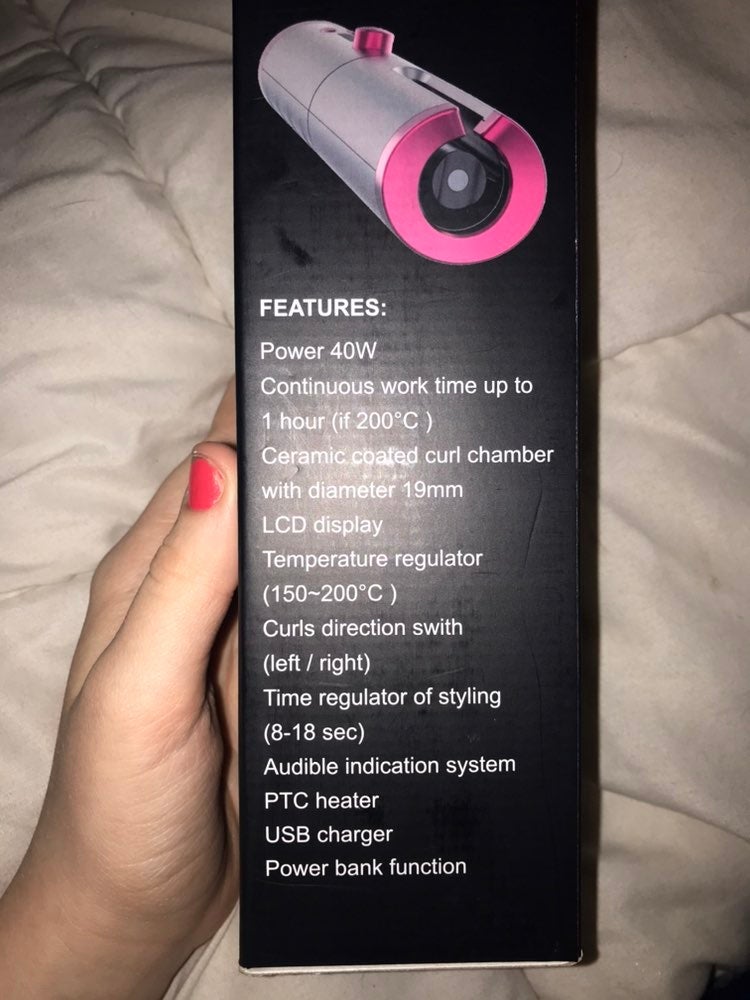 FEATURES:
Power 40W
Continuous work time up to
1 hour (if 200°C )
Ceramic coated curl chamber
with diameter 19mm
LCD display
Temperature regulator
(150~200°C )
Curls direction swith
(left / right)
Time regulator of styling
(8-18 sec)
Audible indication system
PTC heater
USB charger
Power bank function